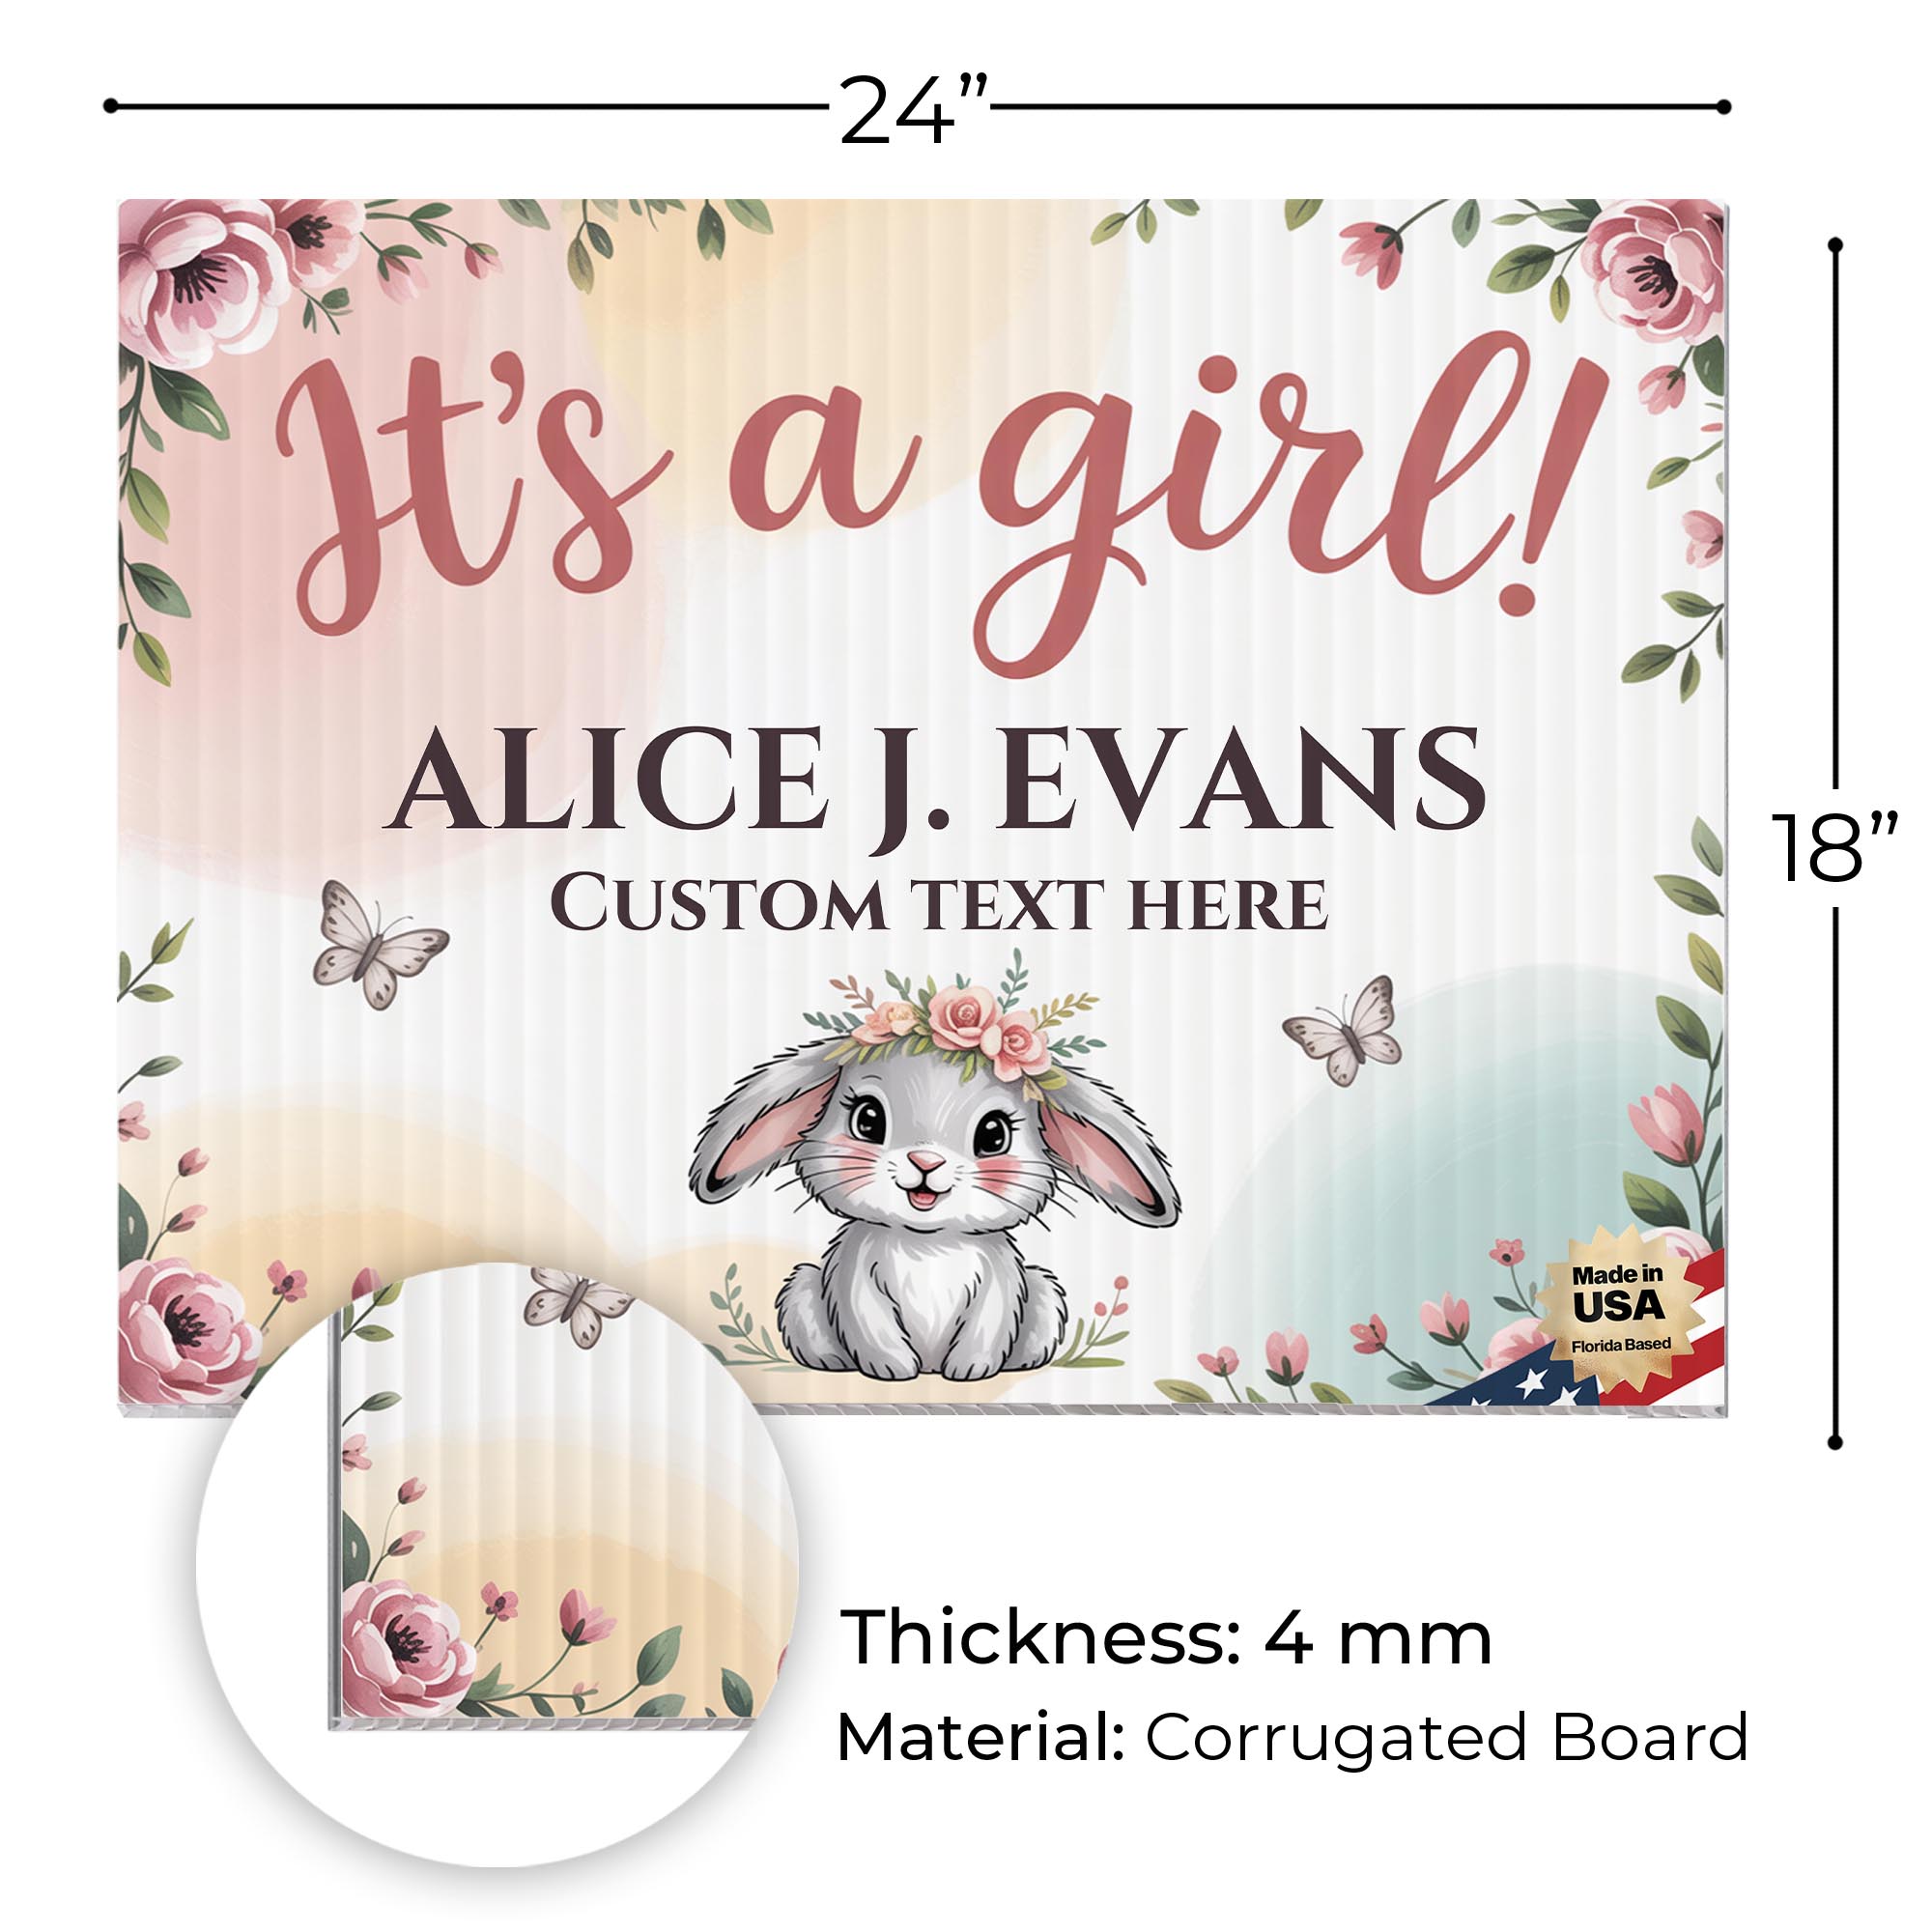 24”
It's a girl!
ALICE J. EVANS
CUSTOM TEXT HERE
18”
Made in
USA
Florida Based
Thickness: 4 mm
Material: Corrugated Board